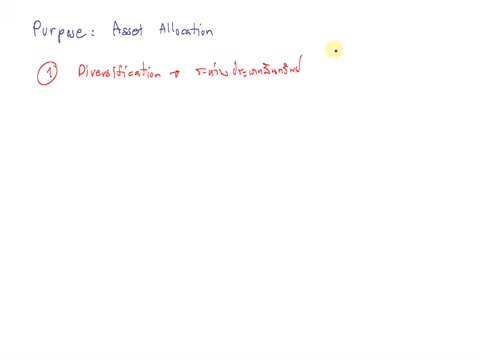 Purpose: Asset Allocation
① Diversification → ระหว่างประเภทสินทรัพย์